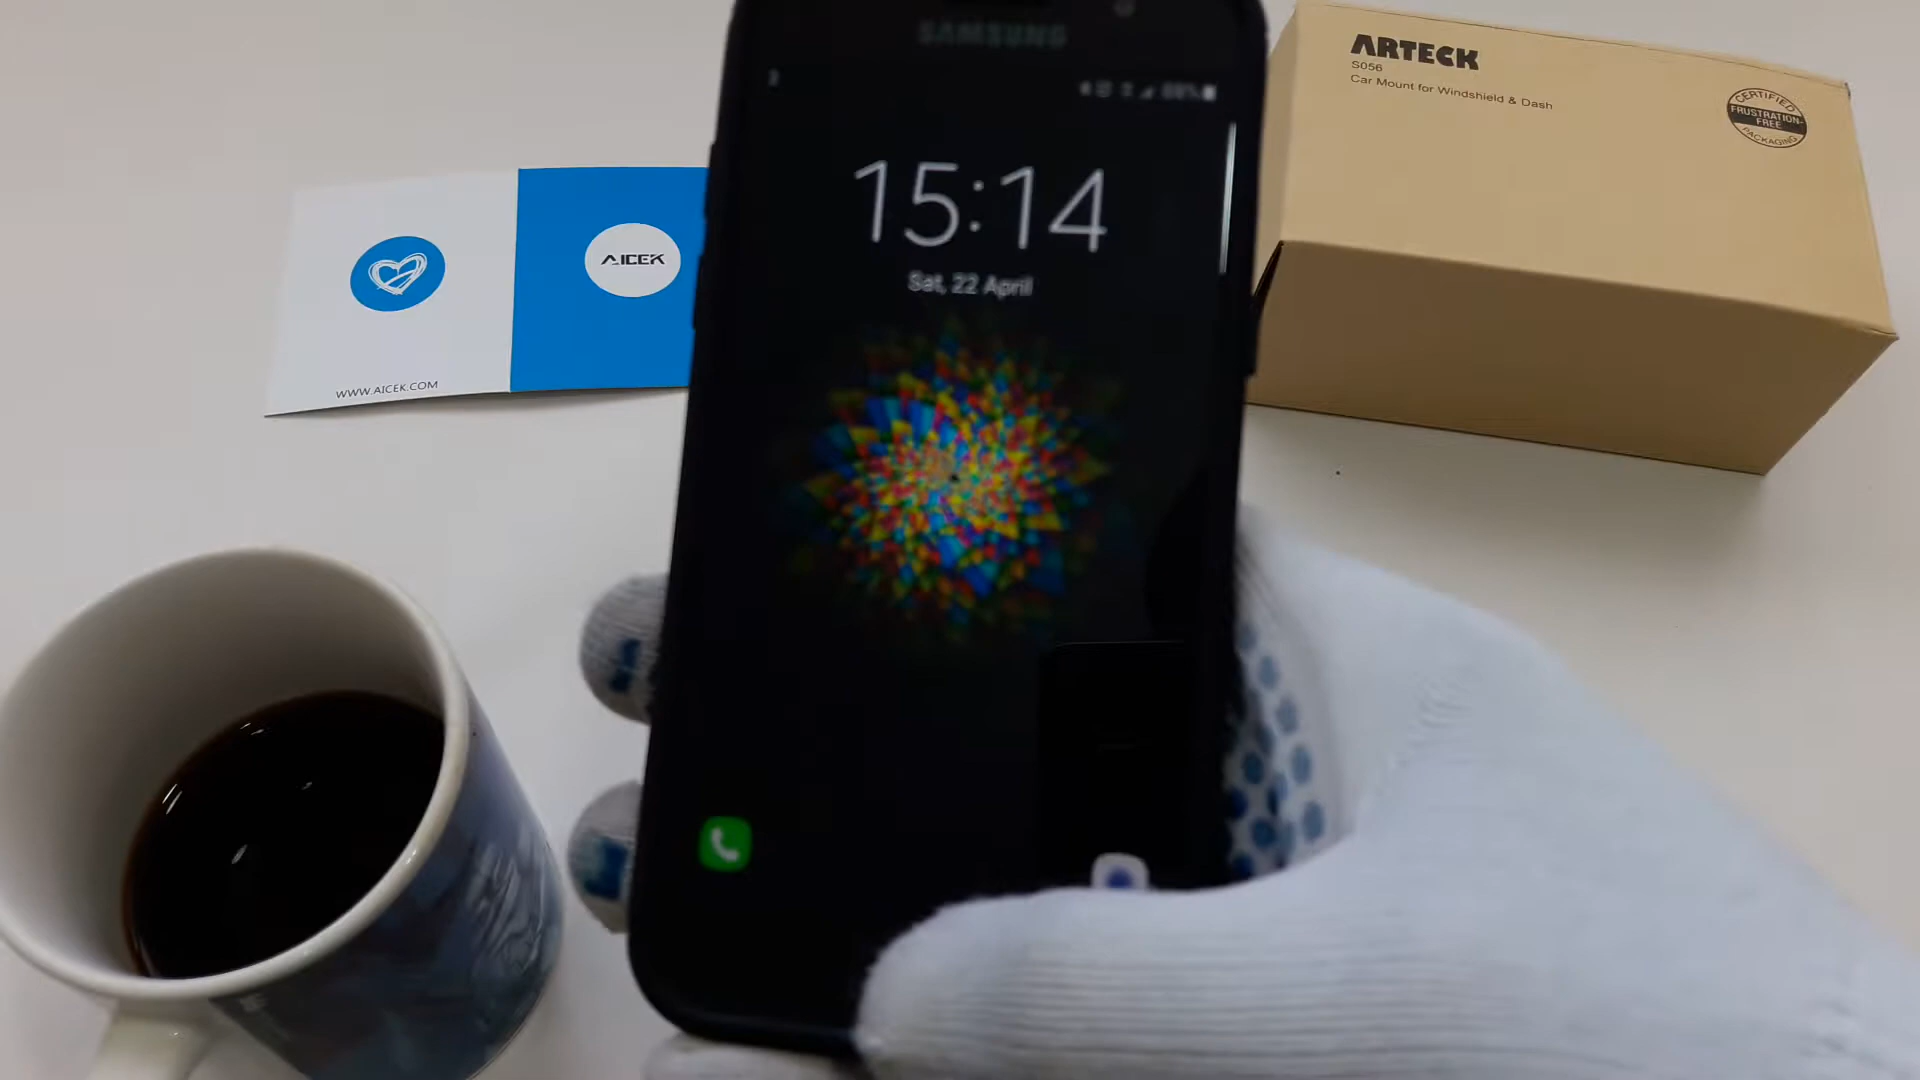 SAMSUNG
15:14
Sat, 22 April
ARTECK
S056
Car Mount for Windshield & Dash
CERTIFIED
FRUSTRATION-
FREE
PACKAGING
AICEK
WWW.AICEK.COM